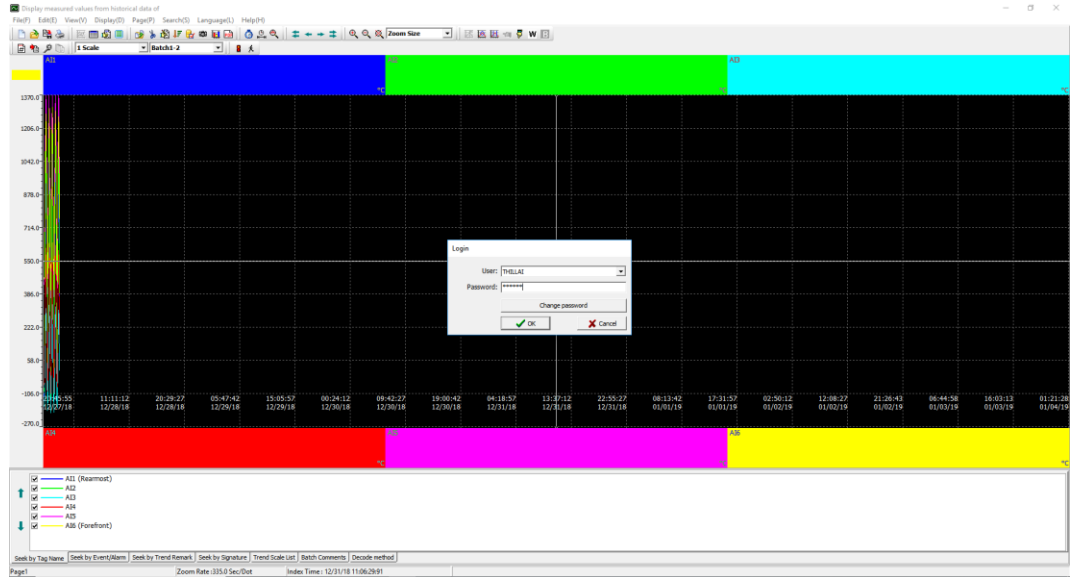 Display measured values from historical data of
File(F) Edit(E) View(V) Display(D) Page(P) Search(S) Language(L) Help(H)
Zoom Size W
1 Scale Batch1-2
AI1 AI2 AI3
°C °C °C
1370.0
1206.0
1042.0
878.0
714.0
550.0
386.0
222.0
58.0
-106.0
-270.0
Login
User: THILLAI
Password: ******
Change password
OK Cancel
11:11:12 20:29:27 05:47:42 15:05:57 00:24:12 09:42:27 19:00:42 04:18:57 13:37:12 22:55:27 08:13:42 17:31:57 02:50:12 12:08:27 21:26:43 06:44:58 16:03:13 01:21:28
12/27/18 12/28/18 12/28/18 12/29/18 12/29/18 12/30/18 12/30/18 12/30/18 12/31/18 12/31/18 12/31/18 01/01/19 01/01/19 01/02/19 01/02/19 01/02/19 01/03/19 01/03/19 01/04/19
AI4 AI5 AI6
°C °C °C
AI1 (Rearmost)
AI2
AI3
AI4
AI5
AI6 (Forefront)
Seek by Tag Name Seek by Event/Alarm Seek by Trend Remark Seek by Signature Trend Scale List Batch Comments Decode method
Page1 Zoom Rate :335.0 Sec/Dot Index Time : 12/31/18 11:06:29:91